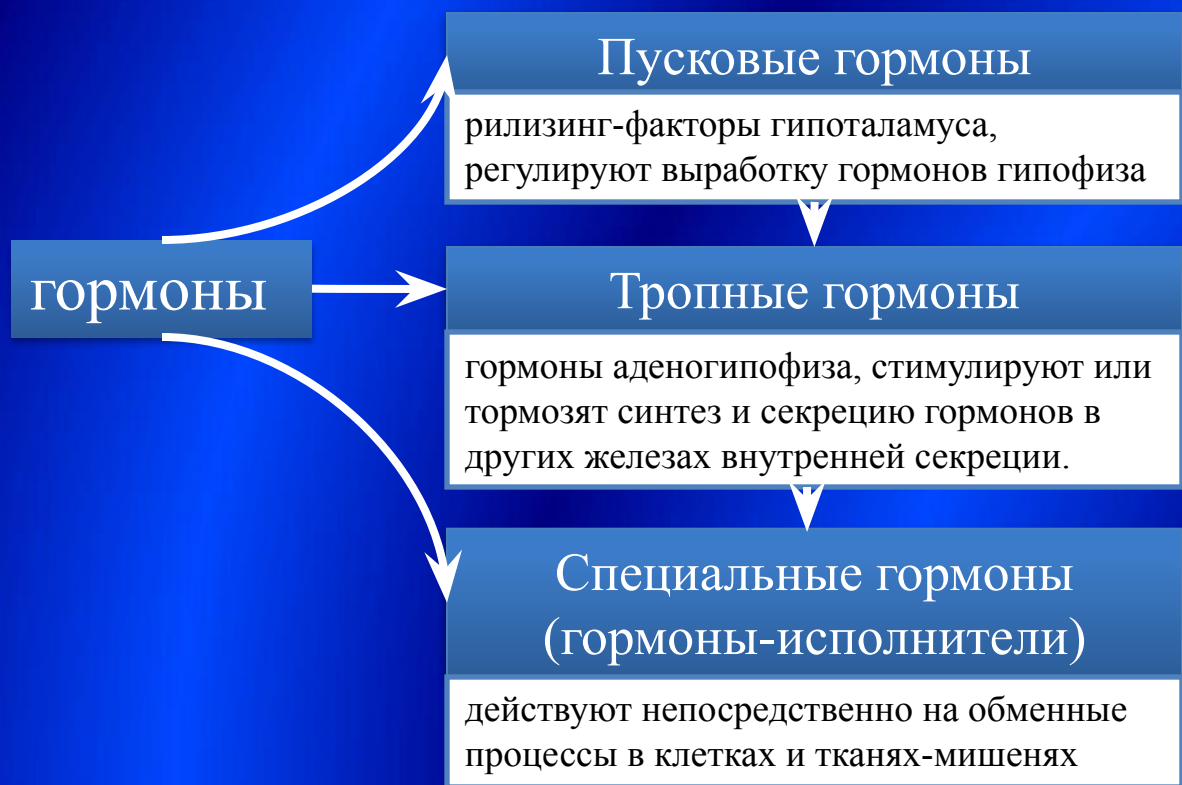 гормоны
Пусковые гормоны
рилизинг-факторы гипоталамуса,
регулируют выработку гормонов гипофиза
Тропные гормоны
гормоны аденогипофиза, стимулируют или
тормозят синтез и секрецию гормонов в
других железах внутренней секреции.
Специальные гормоны
(гормоны-исполнители)
действуют непосредственно на обменные
процессы в клетках и тканях-мишенях